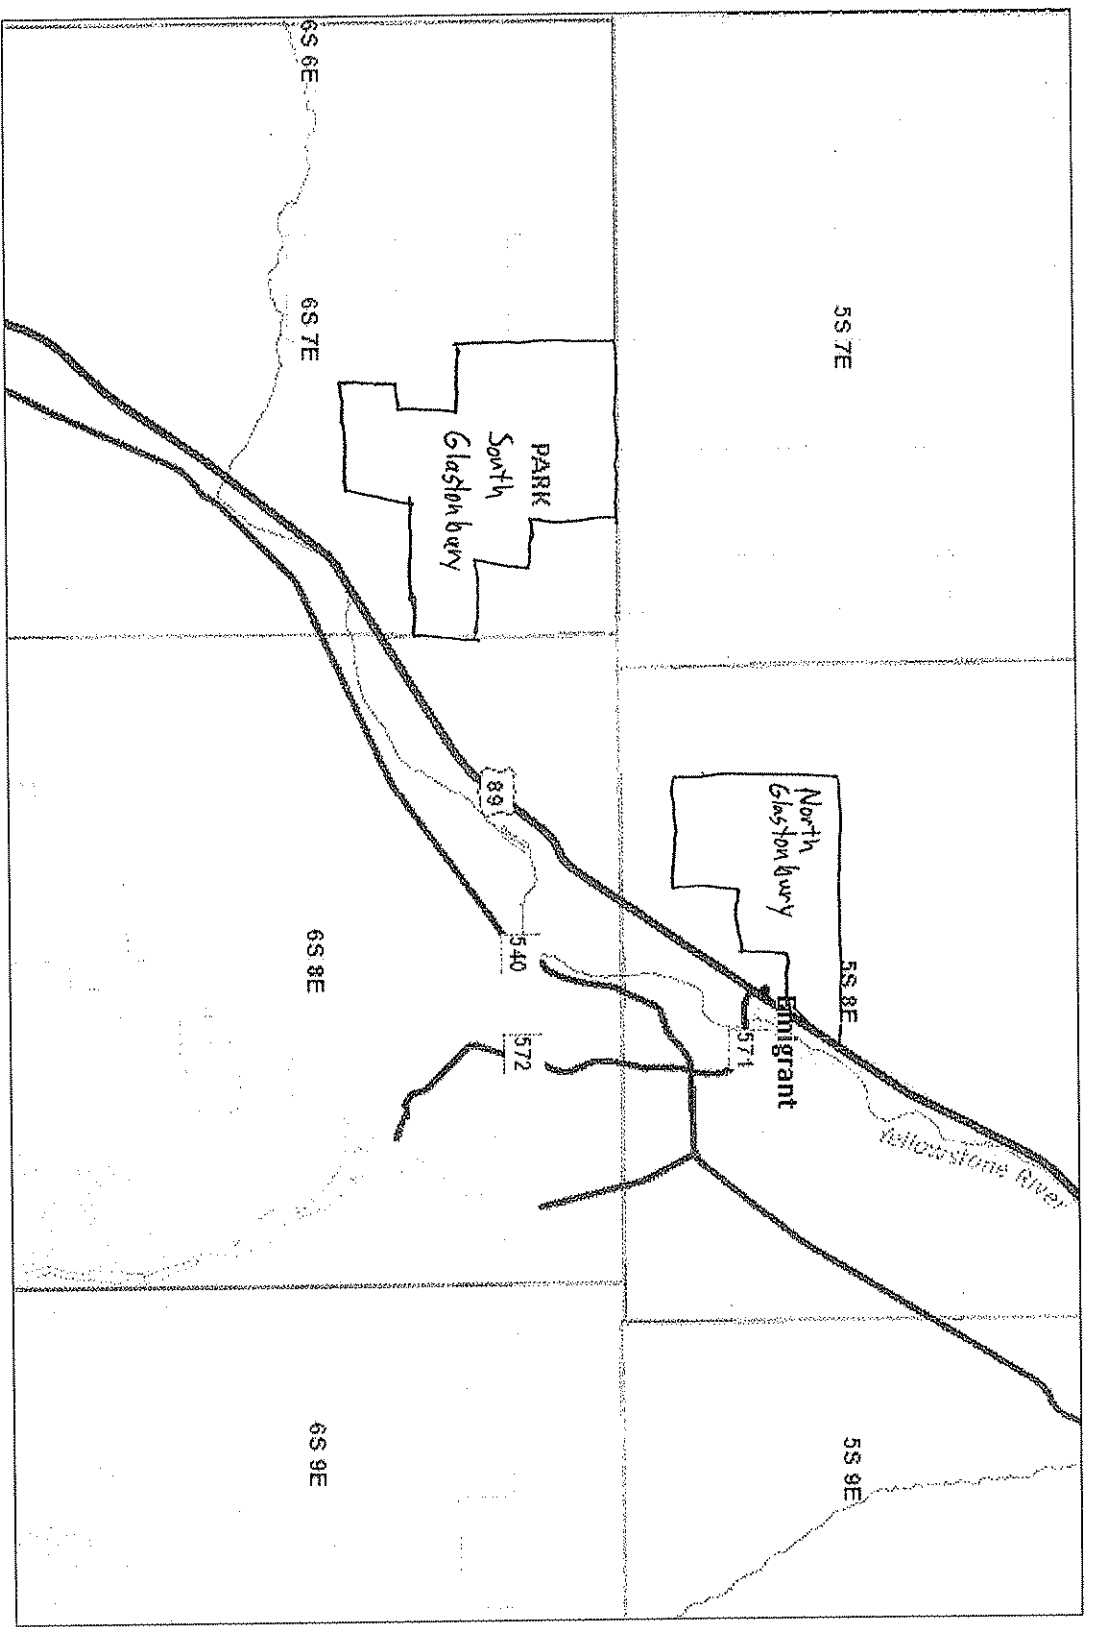 5S 7E
5S 8E
5S 9E
North
Glastonbury
Emigrant
571
Yellowstone River
PARK
South
Glastonbury
89
540
572
6S 6E
6S 7E
6S 8E
6S 9E